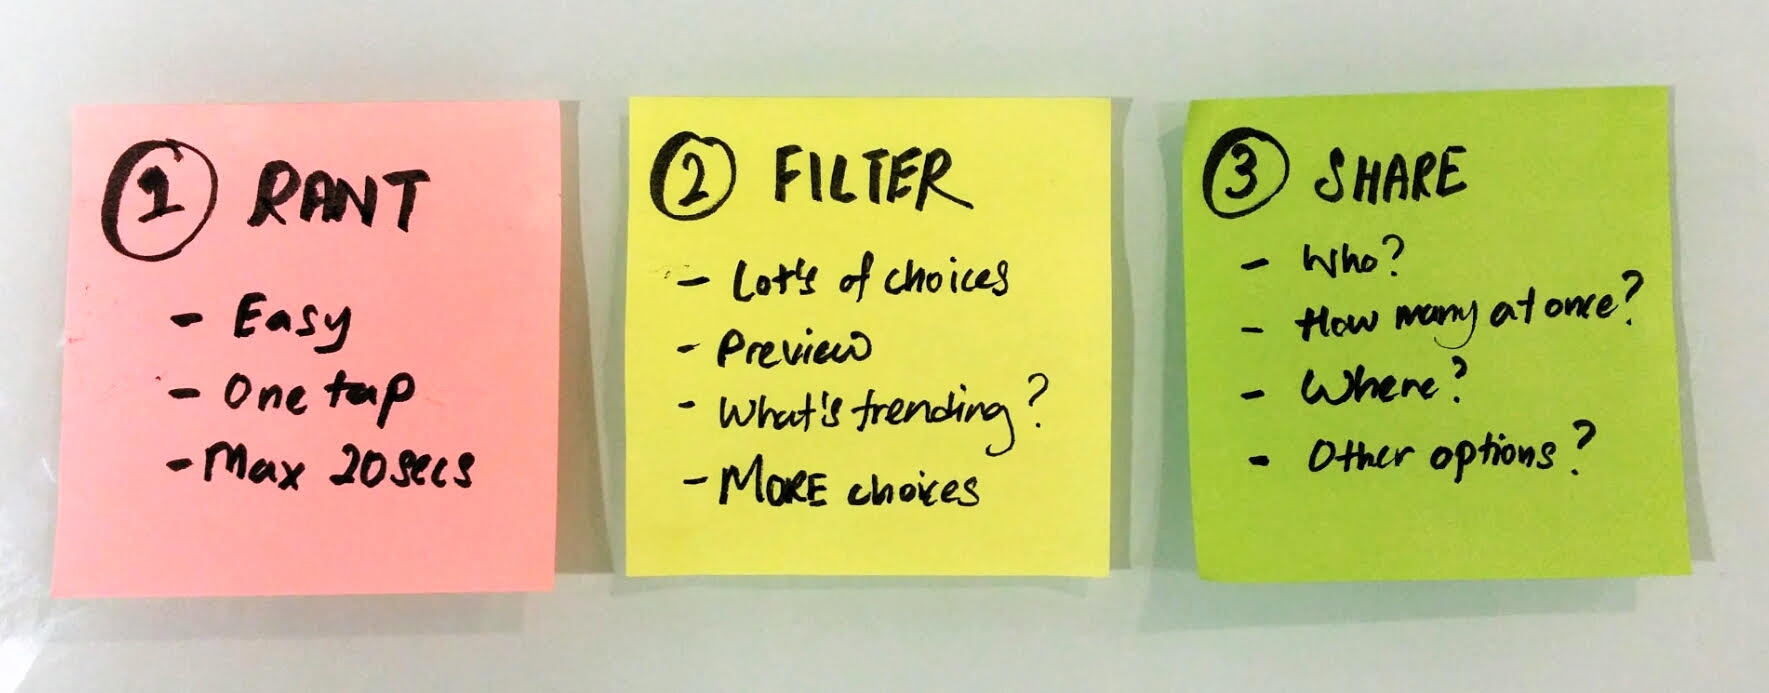 1 RANT
- Easy
- One tap
- Max 20secs
2 FILTER
- Lot's of choices
- Preview
- What's trending?
- MORE choices
3 SHARE
- Who?
- How many at once?
- Where?
- Other options?